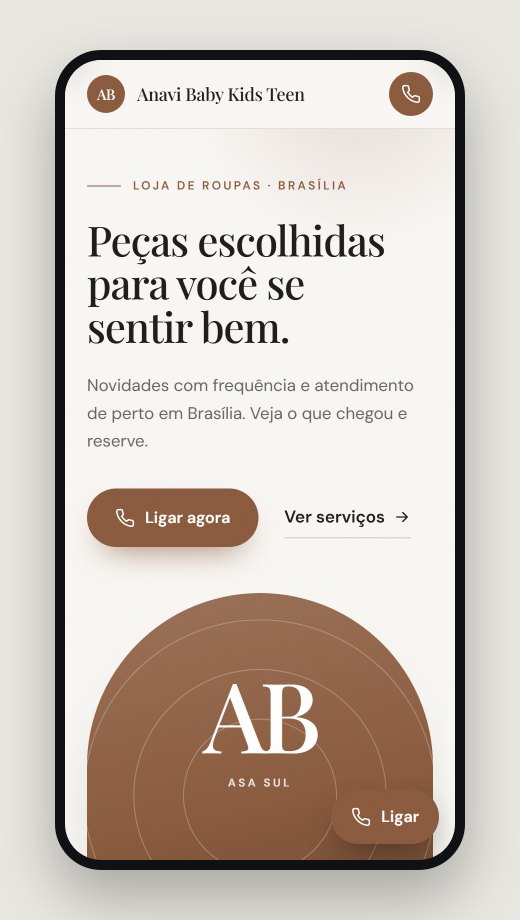 AB Anavi Baby Kids Teen
LOJA DE ROUPAS · BRASÍLIA
Peças escolhidas
para você se
sentir bem.
Novidades com frequência e atendimento
de perto em Brasília. Veja o que chegou e
reserve.
Ligar agora
Ver serviços →
AB
ASA SUL
Ligar